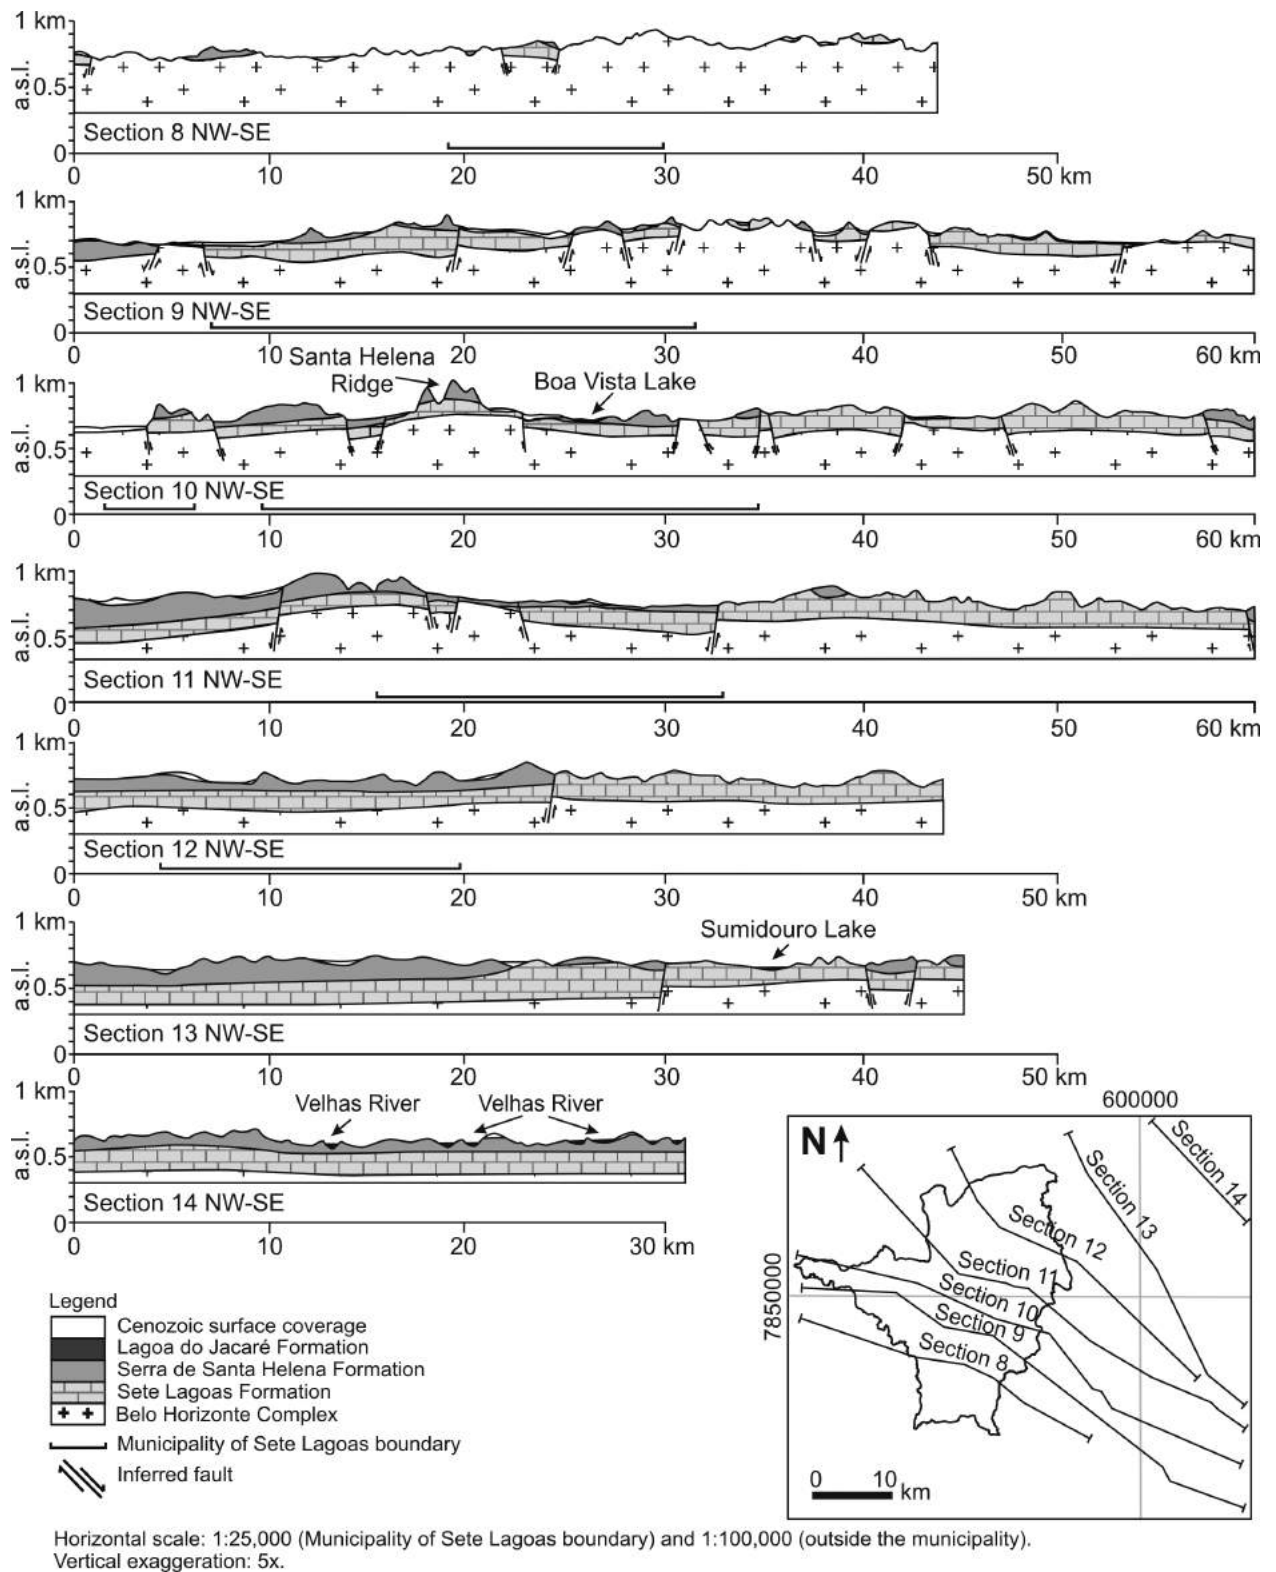 1 km
a.s.l.
0.5
Section 8 NW-SE
0
0 10 20 30 40 50 km
1 km
a.s.l.
0.5
Section 9 NW-SE
0
0 10 20 30 40 50 60 km
Santa Helena
Ridge
Boa Vista Lake
1 km
a.s.l.
0.5
Section 10 NW-SE
0
0 10 20 30 40 50 60 km
1 km
a.s.l.
0.5
Section 11 NW-SE
0
0 10 20 30 40 50 60 km
1 km
a.s.l.
0.5
Section 12 NW-SE
0
0 10 20 30 40 50 km
Sumidouro Lake
1 km
a.s.l.
0.5
Section 13 NW-SE
0
0 10 20 30 40 50 km
Velhas River Velhas River
1 km
a.s.l.
0.5
Section 14 NW-SE
0
0 10 20 30 km
600000
7850000
N
Section 14
Section 13
Section 12
Section 11
Section 10
Section 9
Section 8
0 10 km
Legend
Cenozoic surface coverage
Lagoa do Jacaré Formation
Serra de Santa Helena Formation
Sete Lagoas Formation
Belo Horizonte Complex
Municipality of Sete Lagoas boundary
Inferred fault
Horizontal scale: 1:25,000 (Municipality of Sete Lagoas boundary) and 1:100,000 (outside the municipality).
Vertical exaggeration: 5x.